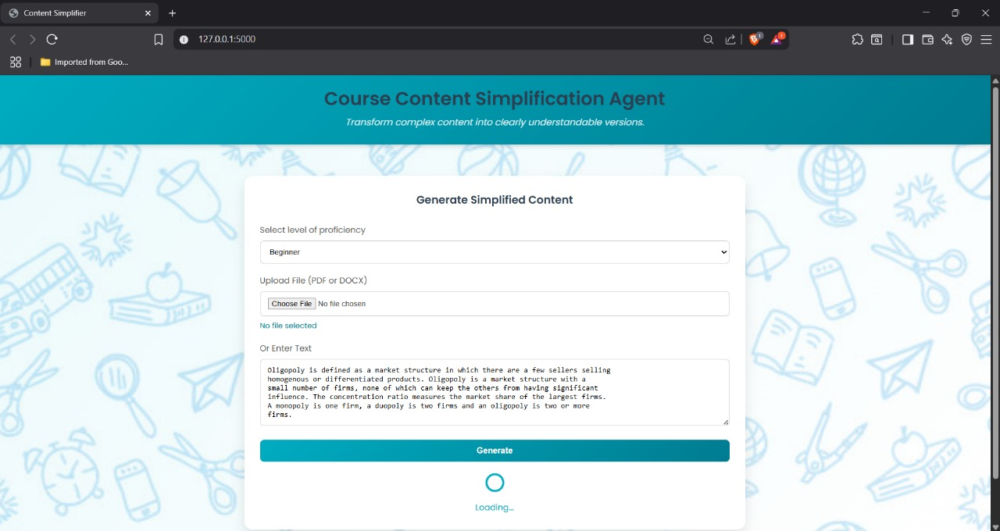 Content Simplifier
127.0.0.1:5000
1
1
Imported from Goo...
Course Content Simplification Agent
Transform complex content into clearly understandable versions.
Generate Simplified Content
Select level of proficiency
Beginner
Upload File (PDF or DOCX)
Choose File No file chosen
No file selected
Or Enter Text
Oligopoly is defined as a market structure in which there are a few sellers selling
homogenous or differentiated products. Oligopoly is a market structure with a
small number of firms, none of which can keep the others from having significant
influence. The concentration ratio measures the market share of the largest firms.
A monopoly is one firm, a duopoly is two firms and an oligopoly is two or more
firms.
Generate
Loading...